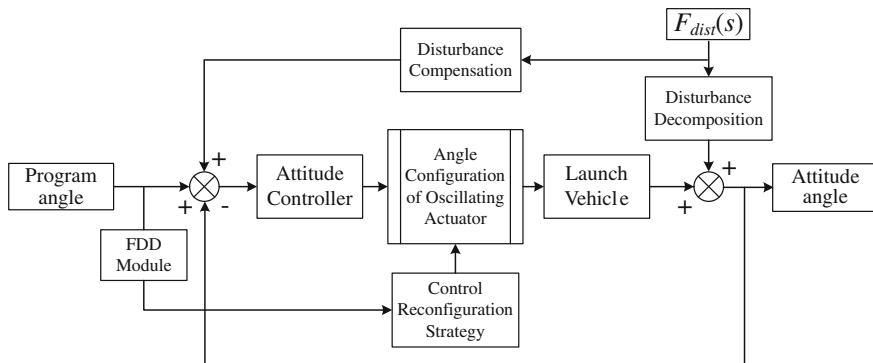 F_dist(s)
Disturbance
Compensation
Disturbance
Decomposition
+
+
Program
angle
Attitude
Controller
Angle
Configuration
of Oscillating
Actuator
Launch
Vehicle
Attitude
angle
+
-
+
FDD
Module
Control
Reconfiguration
Strategy